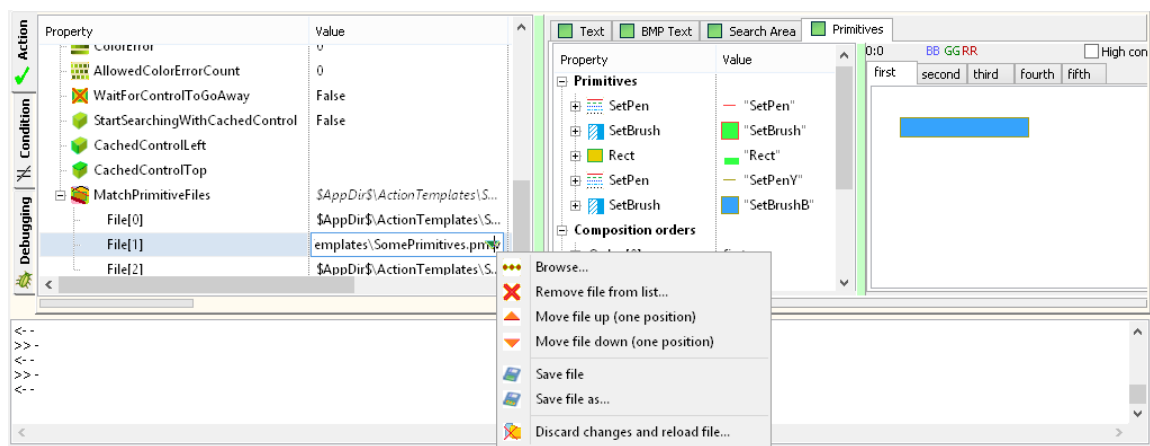 Action
Condition
Debugging
Property Value
ColorError 0
AllowedColorErrorCount 0
WaitForControlToGoAway False
StartSearchingWithCachedControl False
CachedControlLeft
CachedControlTop
MatchPrimitiveFiles $AppDir$\ActionTemplates\S...
File[0] $AppDir$\ActionTemplates\S...
File[1] emplates\SomePrimitives.pmtv
File[2] $AppDir$\ActionTemplates\S...
Text BMP Text Search Area Primitives
Property Value
Primitives
SetPen "SetPen"
SetBrush "SetBrush"
Rect "Rect"
SetPen "SetPenY"
SetBrush "SetBrushB"
Composition orders
0:0 BB GG RR High con
first second third fourth fifth
Browse...
Remove file from list...
Move file up (one position)
Move file down (one position)
Save file
Save file as...
Discard changes and reload file...
<--
>>-
<--
>>-
<--